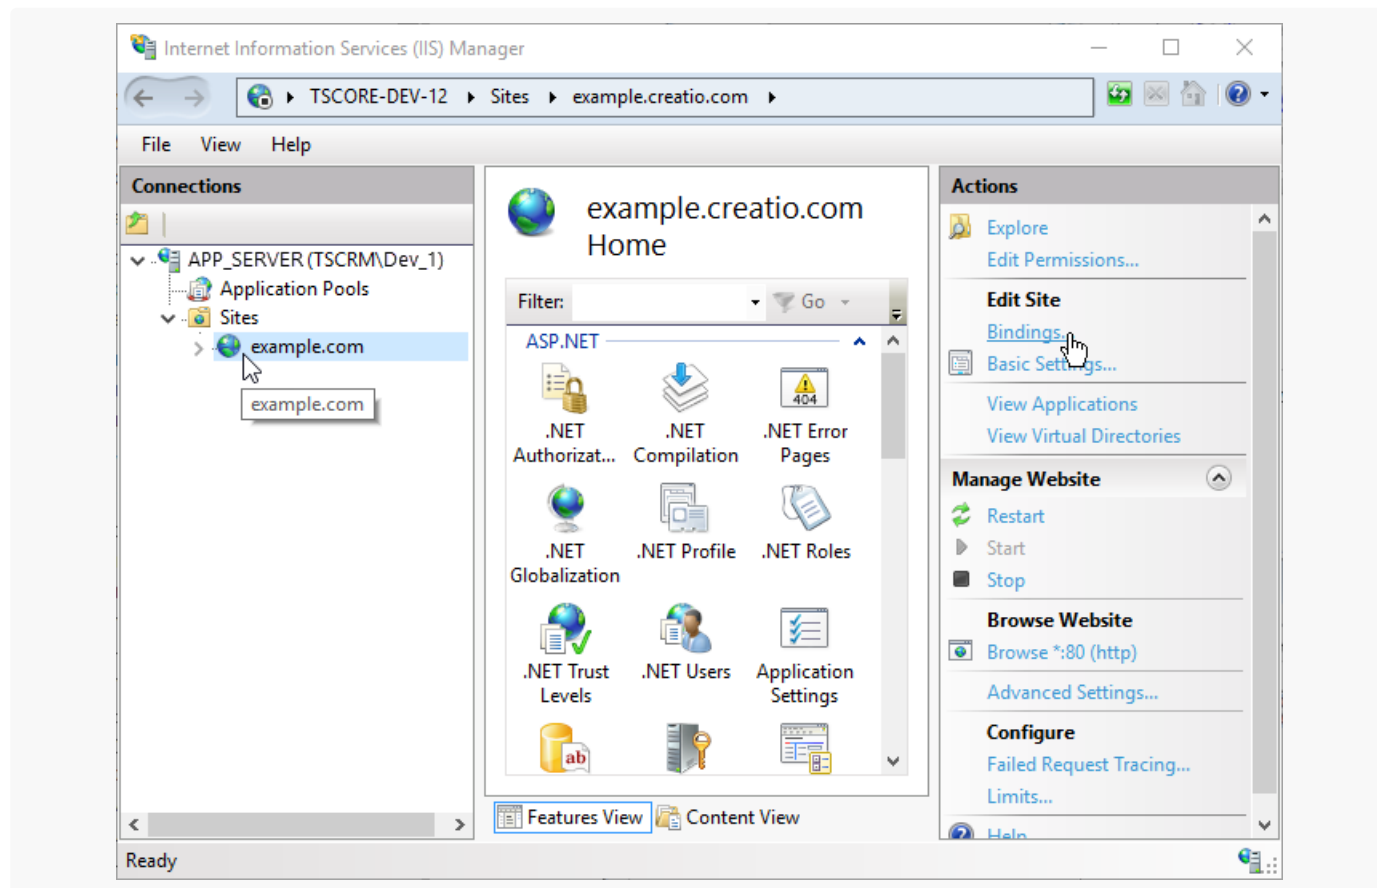 Internet Information Services (IIS) Manager
TSCORE-DEV-12 Sites example.creatio.com
File View Help
Connections
APP_SERVER (TSCRM\Dev_1)
Application Pools
Sites
example.com
example.com
example.creatio.com
Home
Filter: Go
ASP.NET
.NET
Authorizat...
.NET
Compilation
.NET Error
Pages
.NET
Globalization
.NET Profile
.NET Roles
.NET Trust
Levels
.NET Users
Application
Settings
Features View Content View
Actions
Explore
Edit Permissions...
Edit Site
Bindings...
Basic Settings...
View Applications
View Virtual Directories
Manage Website
Restart
Start
Stop
Browse Website
Browse *:80 (http)
Advanced Settings...
Configure
Failed Request Tracing...
Limits...
Help
Ready